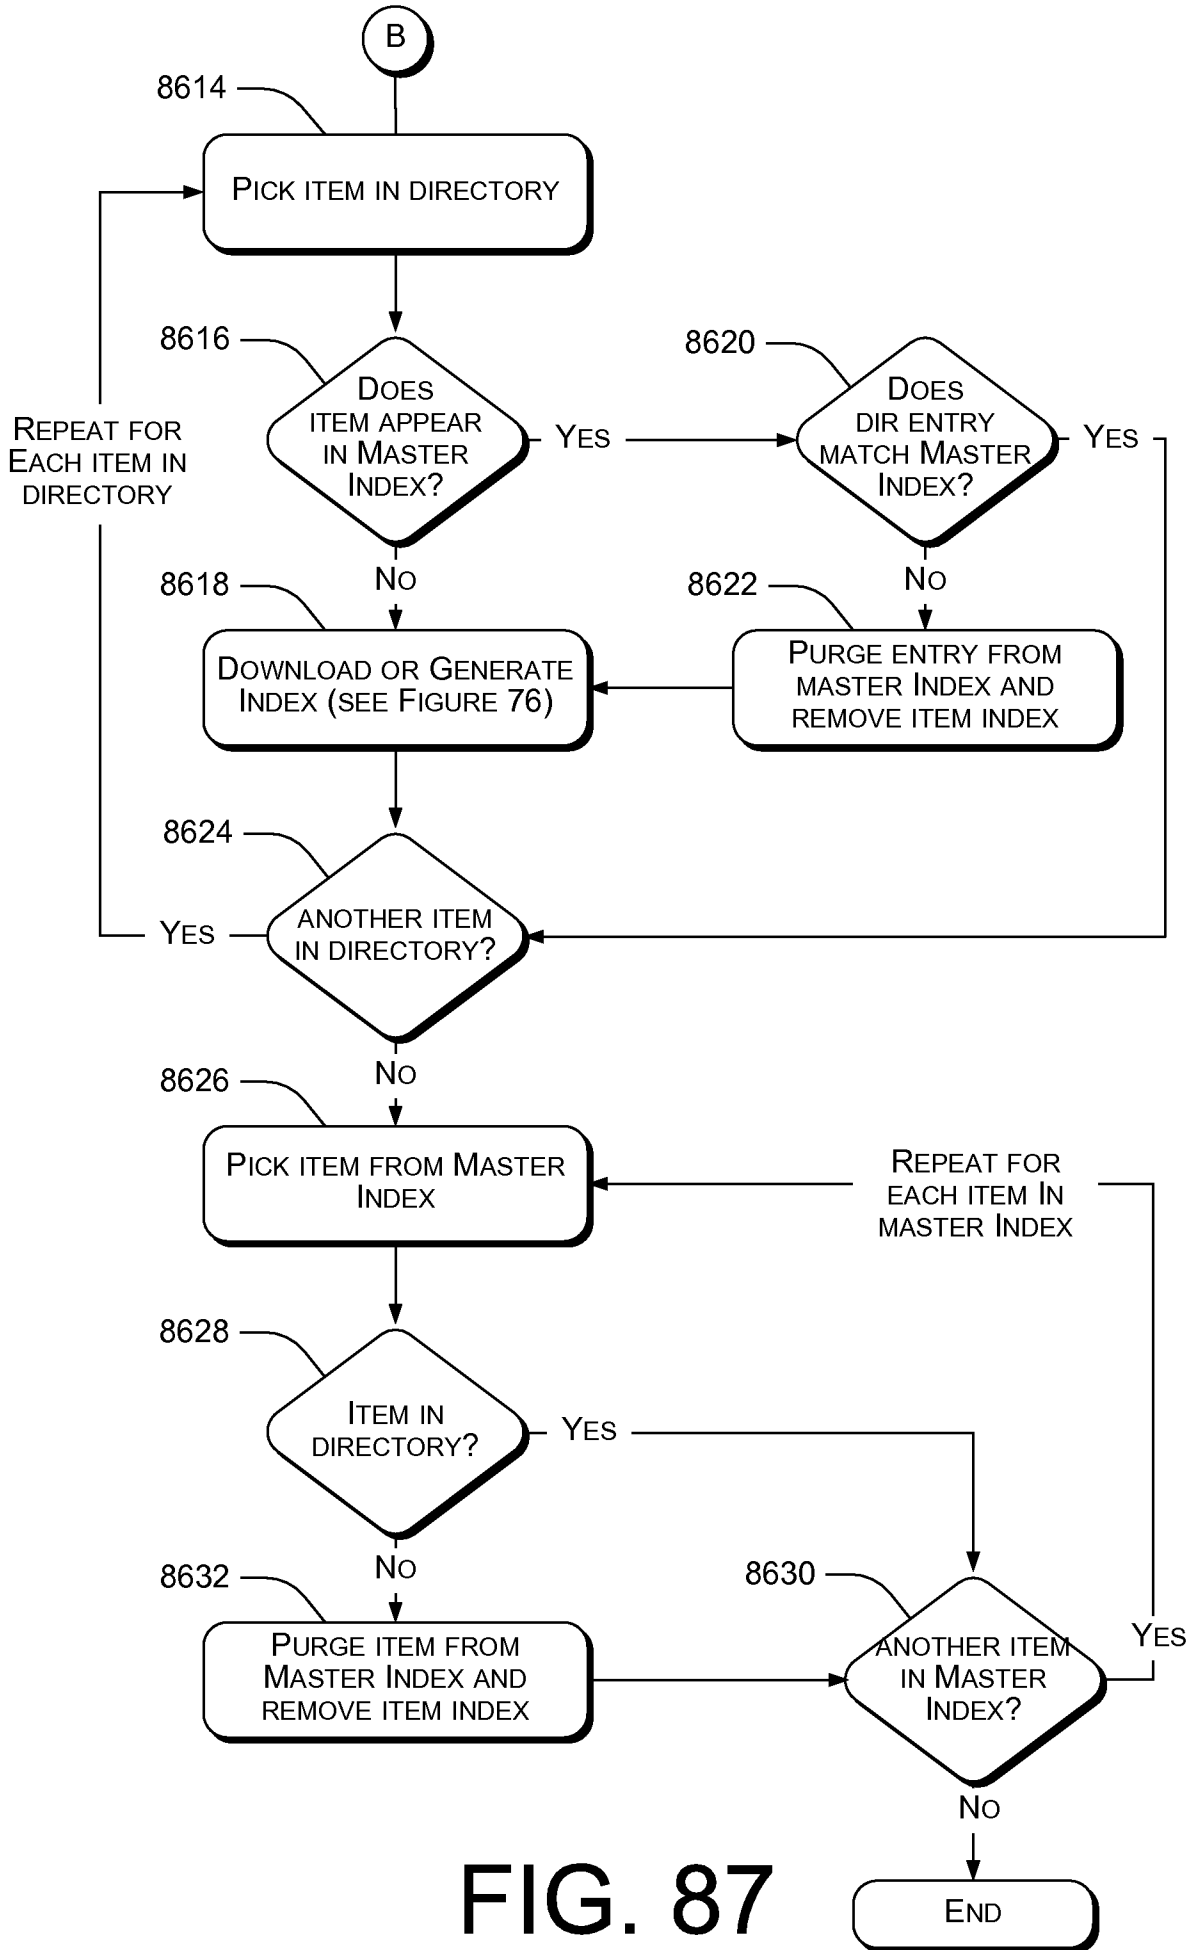 B
8614
PICK ITEM IN DIRECTORY
8616
DOES
ITEM APPEAR
IN MASTER
INDEX?
YES
8620
DOES
DIR ENTRY
MATCH MASTER
INDEX?
YES
REPEAT FOR
EACH ITEM IN
DIRECTORY
NO
NO
8618
DOWNLOAD OR GENERATE
INDEX (SEE FIGURE 76)
8622
PURGE ENTRY FROM
MASTER INDEX AND
REMOVE ITEM INDEX
8624
ANOTHER ITEM
IN DIRECTORY?
YES
NO
8626
PICK ITEM FROM MASTER
INDEX
REPEAT FOR
EACH ITEM IN
MASTER INDEX
8628
ITEM IN
DIRECTORY?
YES
NO
8632
PURGE ITEM FROM
MASTER INDEX AND
REMOVE ITEM INDEX
8630
ANOTHER ITEM
IN MASTER
INDEX?
YES
NO
END
FIG. 87